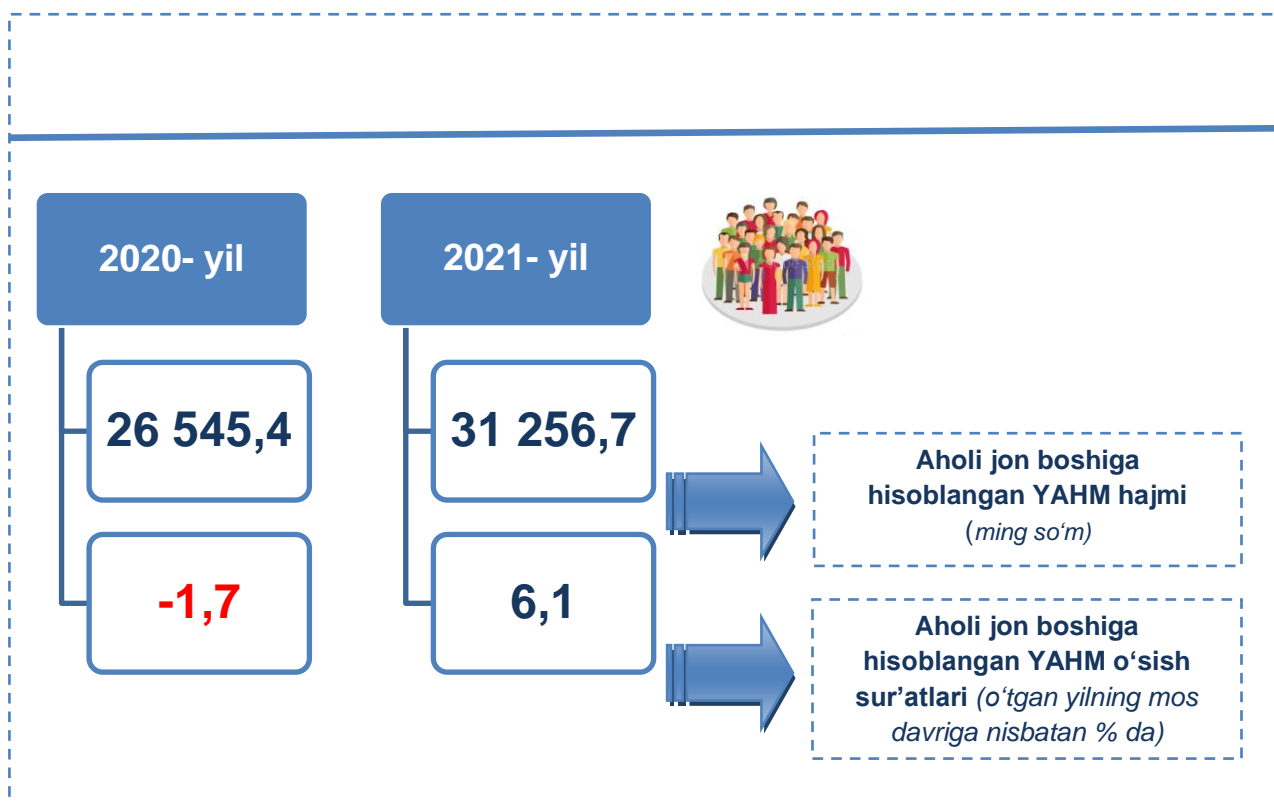 2020- yil
2021- yil
26 545,4
31 256,7
Aholi jon boshiga
hisoblangan YAHM hajmi
(ming so‘m)
-1,7
6,1
Aholi jon boshiga
hisoblangan YAHM o‘sish
sur’atlari (o‘tgan yilning mos
davriga nisbatan % da)